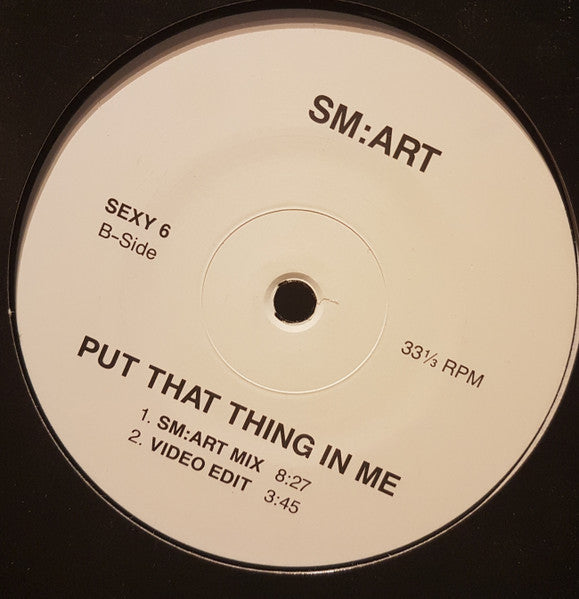 SM:ART
SEXY 6
B-Side
33⅓ RPM
PUT THAT THING IN ME
1. SM:ART MIX 8:27
2. VIDEO EDIT 3:45